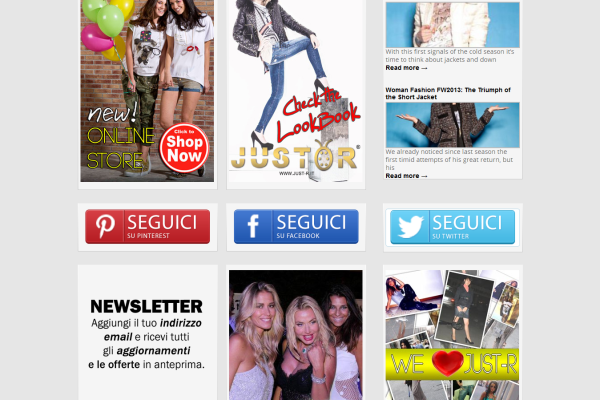 new!
ONLINE
STORE
Click to
Shop
Now
Check the
LookBook
JUSTOR
WWW.JUST-R.IT
With this first signals of the cold season it's
time to think about jackets and down
Read more →
Woman Fashion FW2013: The Triumph of
the Short Jacket
We already noticed since last season the
first timid attempts of his great return, but
his
Read more →
SEGUICI
SU PINTEREST
SEGUICI
SU FACEBOOK
SEGUICI
SU TWITTER
NEWSLETTER
Aggiungi il tuo indirizzo
email e ricevi tutti
gli aggiornamenti
e le offerte in anteprima.
WE JUST-R